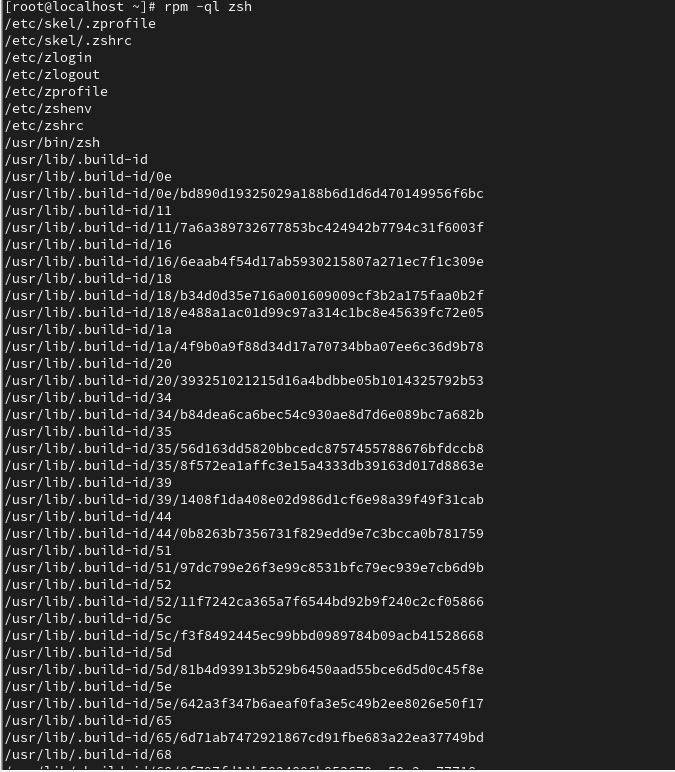 [root@localhost ~]# rpm -ql zsh
/etc/skel/.zprofile
/etc/skel/.zshrc
/etc/zlogin
/etc/zlogout
/etc/zprofile
/etc/zshenv
/etc/zshrc
/usr/bin/zsh
/usr/lib/.build-id
/usr/lib/.build-id/0e
/usr/lib/.build-id/0e/bd890d19325029a188b6d1d6d470149956f6bc
/usr/lib/.build-id/11
/usr/lib/.build-id/11/7a6a389732677853bc424942b7794c31f6003f
/usr/lib/.build-id/16
/usr/lib/.build-id/16/6eaab4f54d17ab5930215807a271ec7f1c309e
/usr/lib/.build-id/18
/usr/lib/.build-id/18/b34d0d35e716a001609009cf3b2a175faa0b2f
/usr/lib/.build-id/18/e488a1ac01d99c97a314c1bc8e45639fc72e05
/usr/lib/.build-id/1a
/usr/lib/.build-id/1a/4f9b0a9f88d34d17a70734bba07ee6c36d9b78
/usr/lib/.build-id/20
/usr/lib/.build-id/20/393251021215d16a4bdbbe05b1014325792b53
/usr/lib/.build-id/34
/usr/lib/.build-id/34/b84dea6ca6bec54c930ae8d7d6e089bc7a682b
/usr/lib/.build-id/35
/usr/lib/.build-id/35/56d163dd5820bbcedc8757455788676bfdccb8
/usr/lib/.build-id/35/8f572ea1affc3e15a4333db39163d017d8863e
/usr/lib/.build-id/39
/usr/lib/.build-id/39/1408f1da408e02d986d1cf6e98a39f49f31cab
/usr/lib/.build-id/44
/usr/lib/.build-id/44/0b8263b7356731f829edd9e7c3bcca0b781759
/usr/lib/.build-id/51
/usr/lib/.build-id/51/97dc799e26f3e99c8531bfc79ec939e7cb6d9b
/usr/lib/.build-id/52
/usr/lib/.build-id/52/11f7242ca365a7f6544bd92b9f240c2cf05866
/usr/lib/.build-id/5c
/usr/lib/.build-id/5c/f3f8492445ec99bbd0989784b09acb41528668
/usr/lib/.build-id/5d
/usr/lib/.build-id/5d/81b4d93913b529b6450aad55bce6d5d0c45f8e
/usr/lib/.build-id/5e
/usr/lib/.build-id/5e/642a3f347b6aeaf0fa3e5c49b2ee8026e50f17
/usr/lib/.build-id/65
/usr/lib/.build-id/65/6d71ab7472921867cd91fbe683a22ea37749bd
/usr/lib/.build-id/68